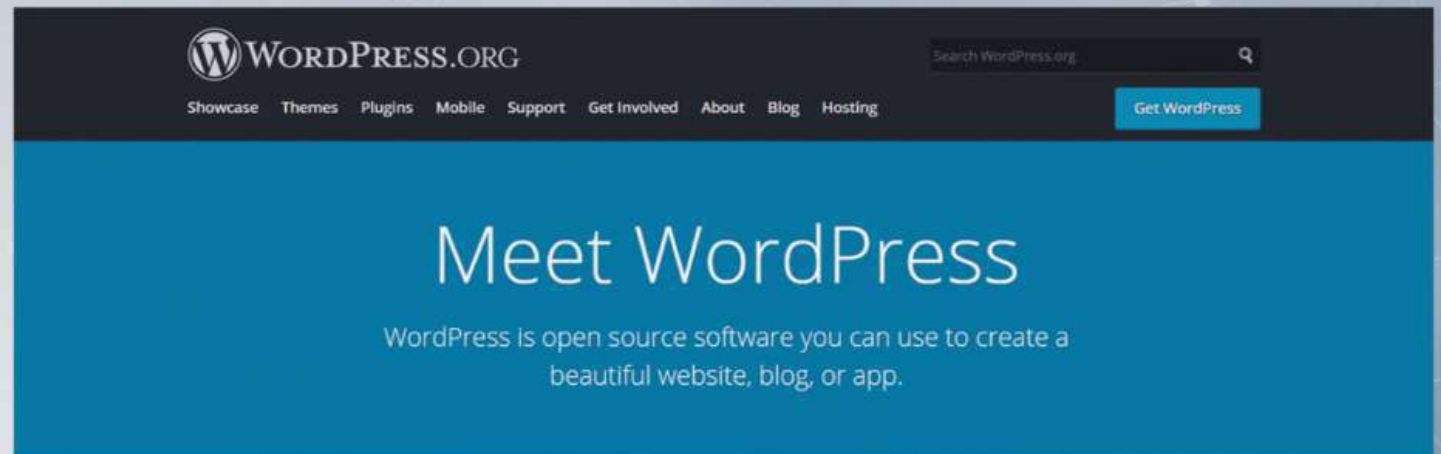 WORDPRESS.ORG
Search WordPress.org
Showcase Themes Plugins Mobile Support Get Involved About Blog Hosting
Get WordPress
Meet WordPress
WordPress is open source software you can use to create a
beautiful website, blog, or app.